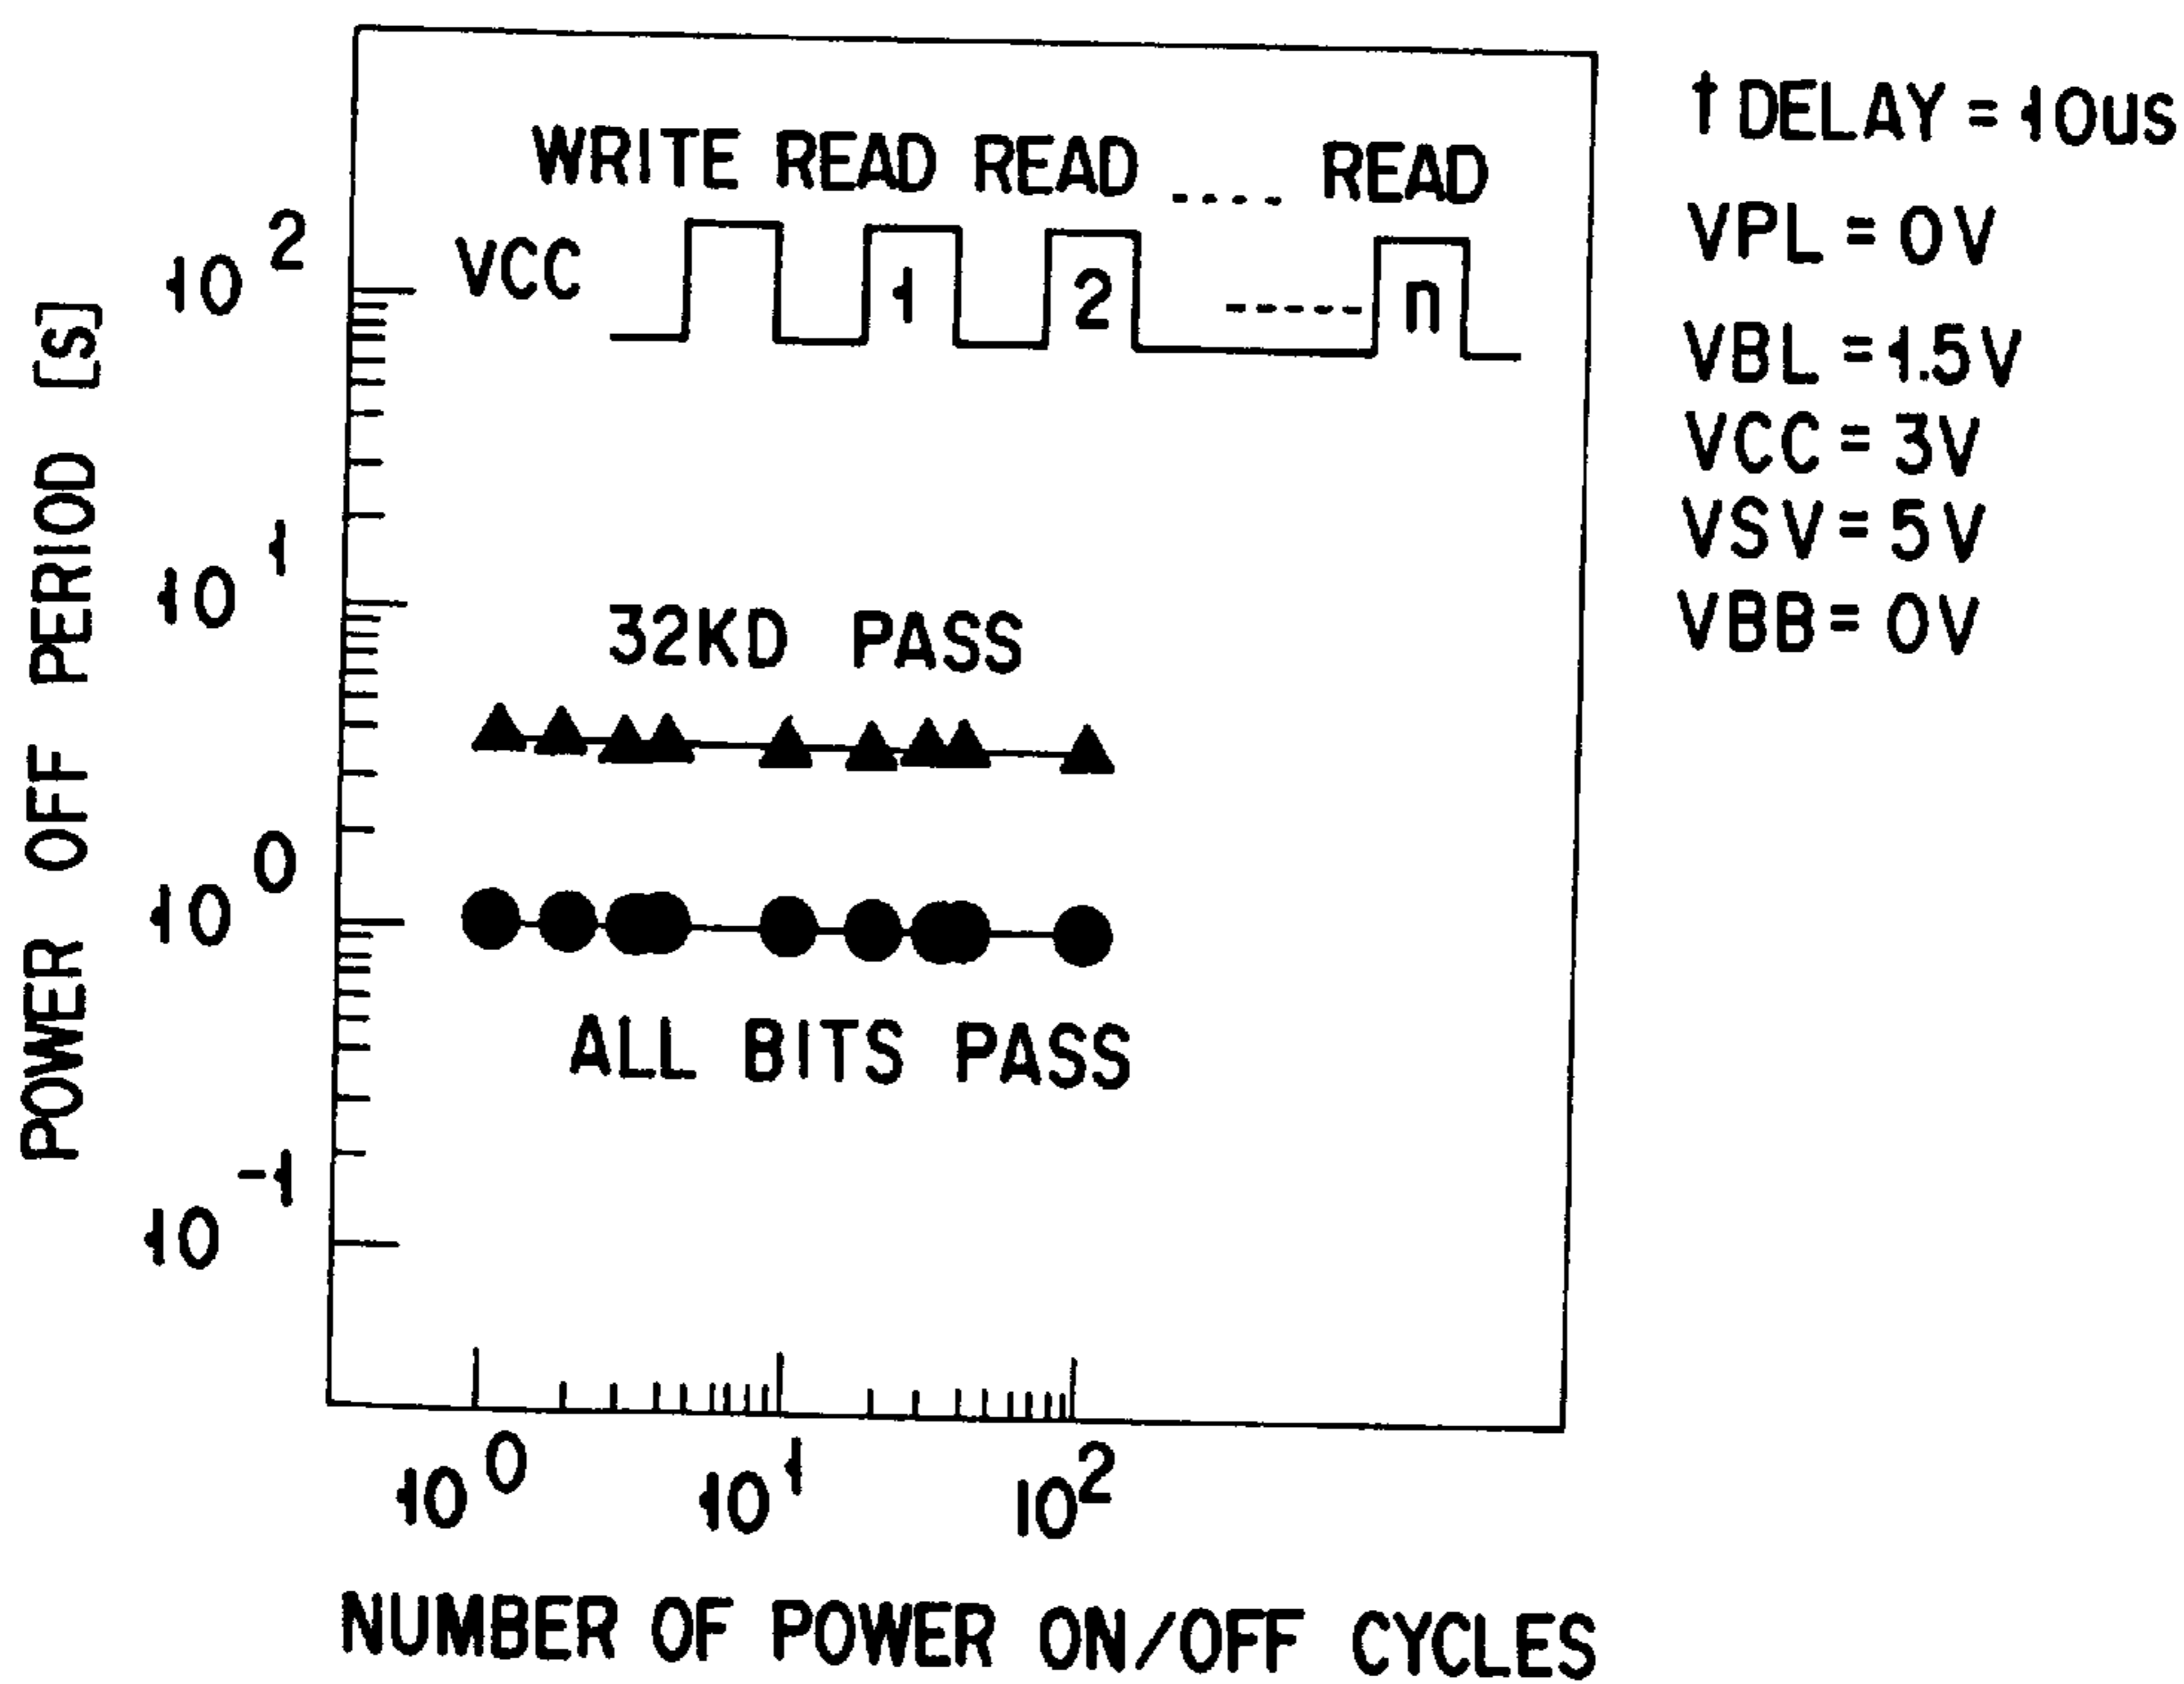 WRITE READ READ ---- READ
VCC
1
2
-----
n
32KD PASS
ALL BITS PASS
POWER OFF PERIOD [S]
10^2
10^1
10^0
10^-1
10^0
10^1
10^2
NUMBER OF POWER ON/OFF CYCLES
t DELAY = 10us
VPL = 0V
VBL = 1.5V
VCC = 3V
VSV = 5V
VBB = 0V